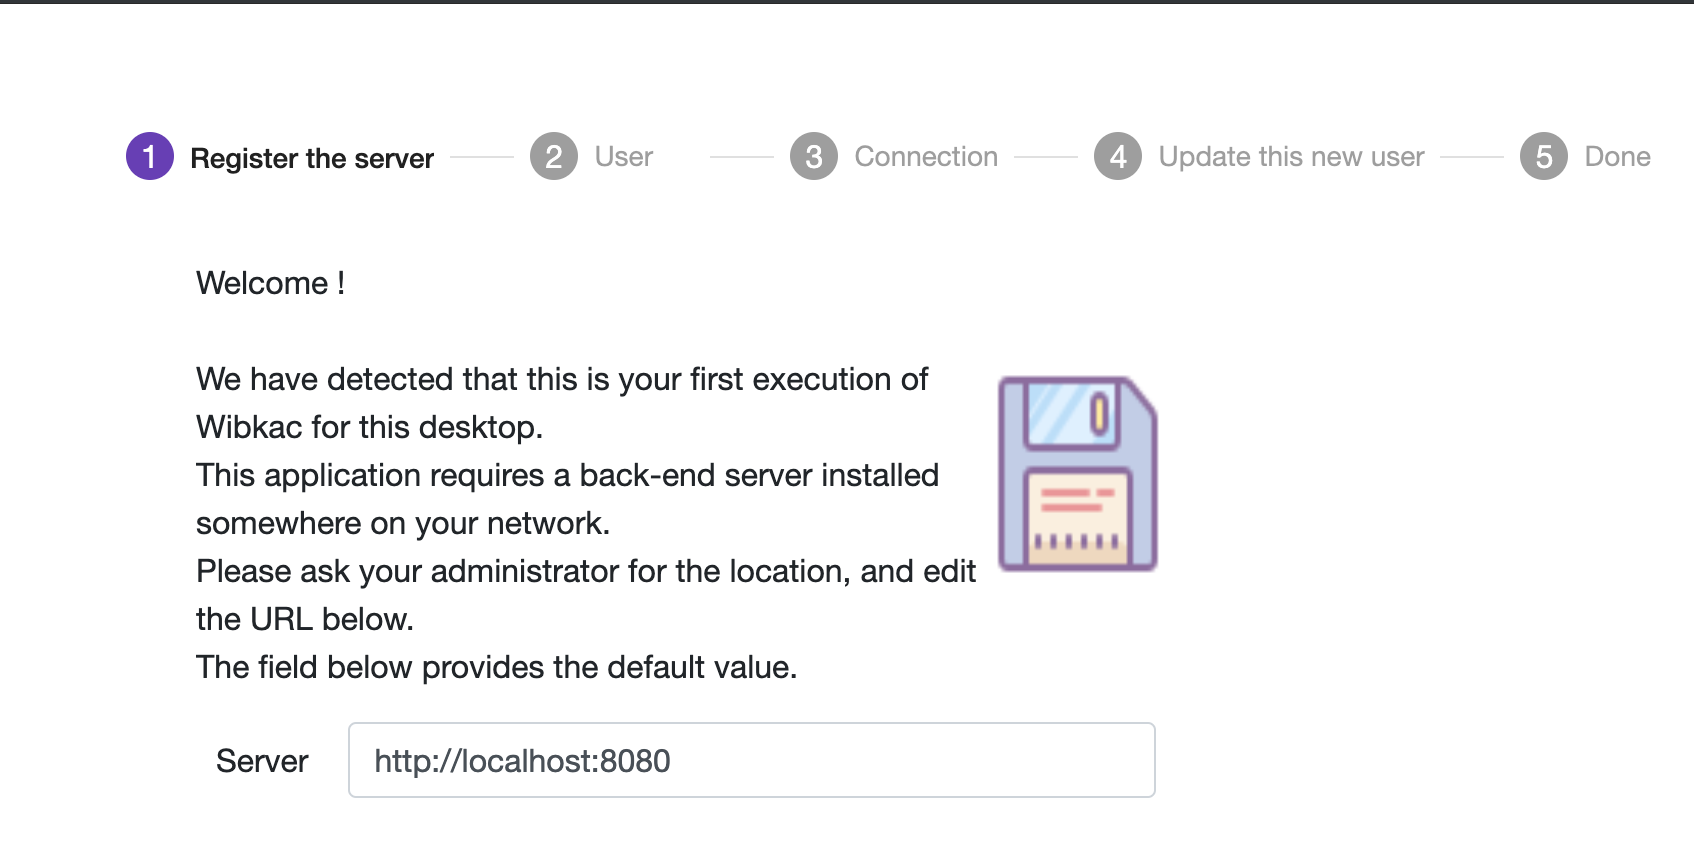 1 Register the server 2 User 3 Connection 4 Update this new user 5 Done
Welcome !
We have detected that this is your first execution of
Wibkac for this desktop.
This application requires a back-end server installed
somewhere on your network.
Please ask your administrator for the location, and edit
the URL below.
The field below provides the default value.
Server http://localhost:8080